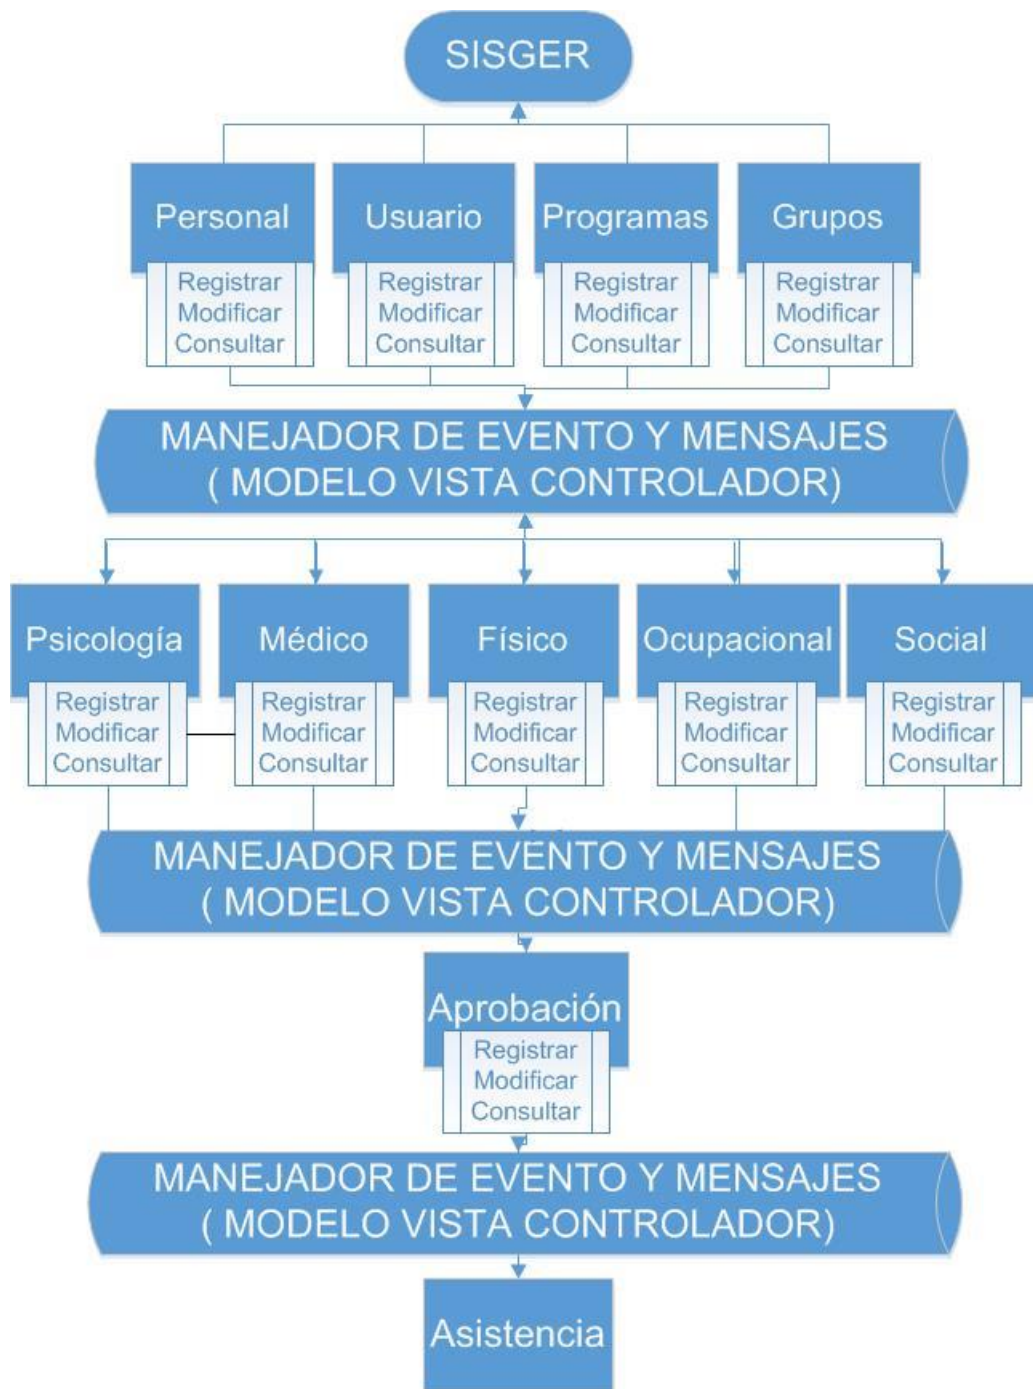 SISGER
Personal
Usuario
Programas
Grupos
Registrar
Modificar
Consultar
Registrar
Modificar
Consultar
Registrar
Modificar
Consultar
Registrar
Modificar
Consultar
MANEJADOR DE EVENTO Y MENSAJES
( MODELO VISTA CONTROLADOR)
Psicología
Médico
Físico
Ocupacional
Social
Registrar
Modificar
Consultar
Registrar
Modificar
Consultar
Registrar
Modificar
Consultar
Registrar
Modificar
Consultar
Registrar
Modificar
Consultar
MANEJADOR DE EVENTO Y MENSAJES
( MODELO VISTA CONTROLADOR)
Aprobación
Registrar
Modificar
Consultar
MANEJADOR DE EVENTO Y MENSAJES
( MODELO VISTA CONTROLADOR)
Asistencia